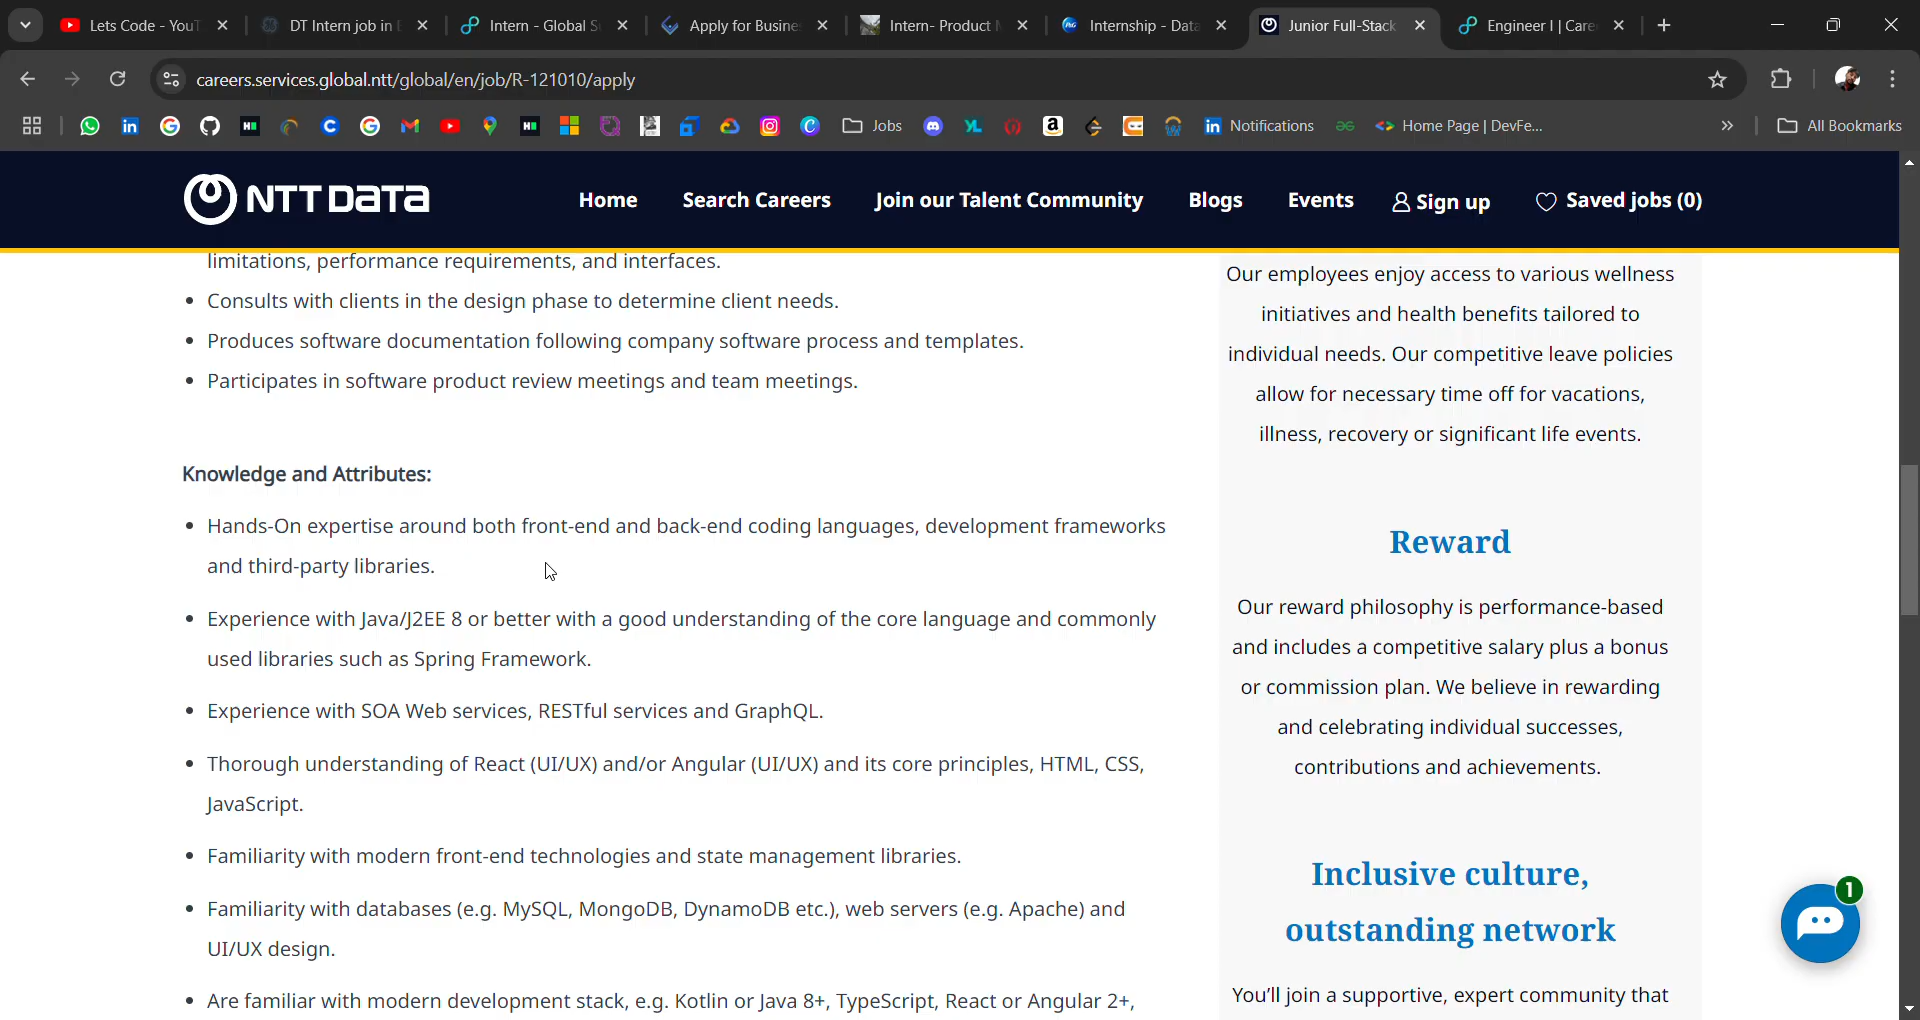 Lets Code - YouT
DT Intern job in
Intern - Global S
Apply for Busine
Intern- Product
Internship - Data
Junior Full-Stack
Engineer I | Care
careers.services.global.ntt/global/en/job/R-121010/apply
Jobs
Notifications
Home Page | DevFe...
All Bookmarks
NTT DATA
Home
Search Careers
Join our Talent Community
Blogs
Events
Sign up
Saved jobs (0)
limitations, performance requirements, and interfaces.
• Consults with clients in the design phase to determine client needs.
• Produces software documentation following company software process and templates.
• Participates in software product review meetings and team meetings.
Knowledge and Attributes:
• Hands-On expertise around both front-end and back-end coding languages, development frameworks
and third-party libraries.
• Experience with Java/J2EE 8 or better with a good understanding of the core language and commonly
used libraries such as Spring Framework.
• Experience with SOA Web services, RESTful services and GraphQL.
• Thorough understanding of React (UI/UX) and/or Angular (UI/UX) and its core principles, HTML, CSS,
JavaScript.
• Familiarity with modern front-end technologies and state management libraries.
• Familiarity with databases (e.g. MySQL, MongoDB, DynamoDB etc.), web servers (e.g. Apache) and
UI/UX design.
• Are familiar with modern development stack, e.g. Kotlin or Java 8+, TypeScript, React or Angular 2+,
Our employees enjoy access to various wellness
initiatives and health benefits tailored to
individual needs. Our competitive leave policies
allow for necessary time off for vacations,
illness, recovery or significant life events.
Reward
Our reward philosophy is performance-based
and includes a competitive salary plus a bonus
or commission plan. We believe in rewarding
and celebrating individual successes,
contributions and achievements.
Inclusive culture,
outstanding network
You'll join a supportive, expert community that
1